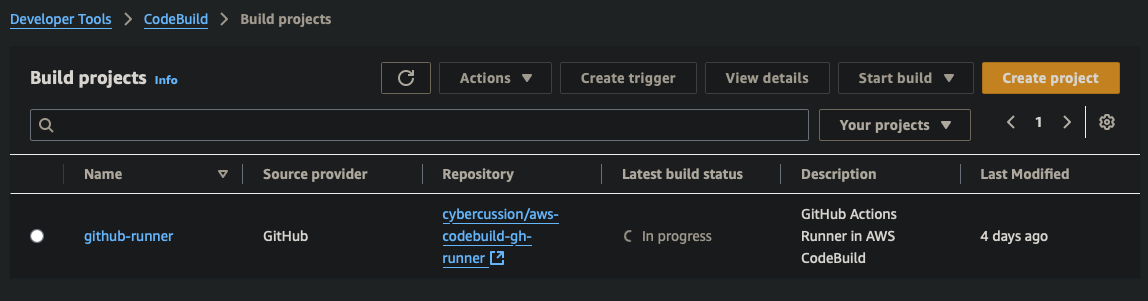 Developer Tools > CodeBuild > Build projects
Build projects Info Actions Create trigger View details Start build Create project
Your projects 1
Name Source provider Repository Latest build status Description Last Modified
github-runner GitHub cybercussion/aws- In progress GitHub Actions 4 days ago
codebuild-gh- Runner in AWS
runner CodeBuild